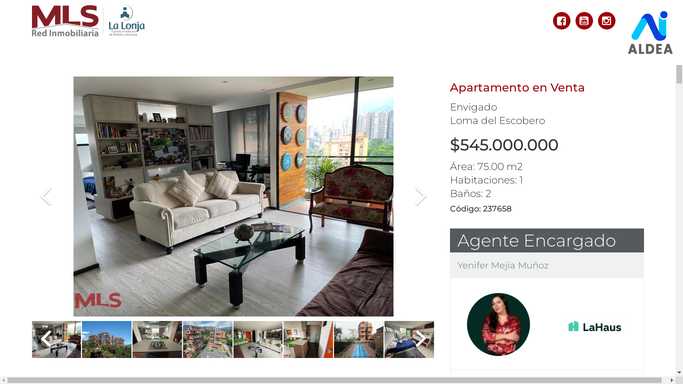 MLS
Red Inmobiliaria
La Lonja
ALDEA
Apartamento en Venta
Envigado
Loma del Escobero
$545.000.000
Área: 75.00 m2
Habitaciones: 1
Baños: 2
Código: 237658
Agente Encargado
Yenifer Mejia Muñoz
LaHaus
MLS